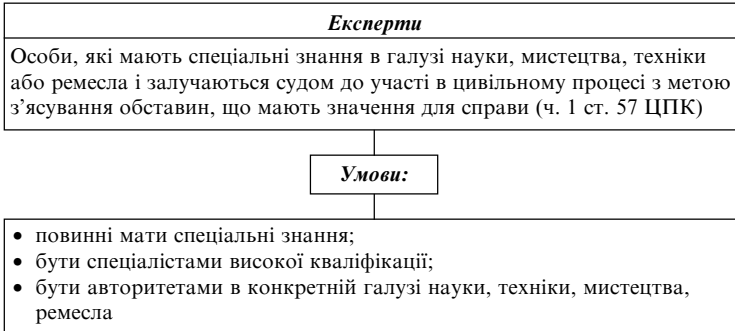 Експерти
Особи, які мають спеціальні знання в галузі науки, мистецтва, техніки
або ремесла і залучаються судом до участі в цивільному процесі з метою
з’ясування обставин, що мають значення для справи (ч. 1 ст. 57 ЦПК)
Умови:
• повинні мати спеціальні знання;
• бути спеціалістами високої кваліфікації;
• бути авторитетами в конкретній галузі науки, техніки, мистецтва,
ремесла